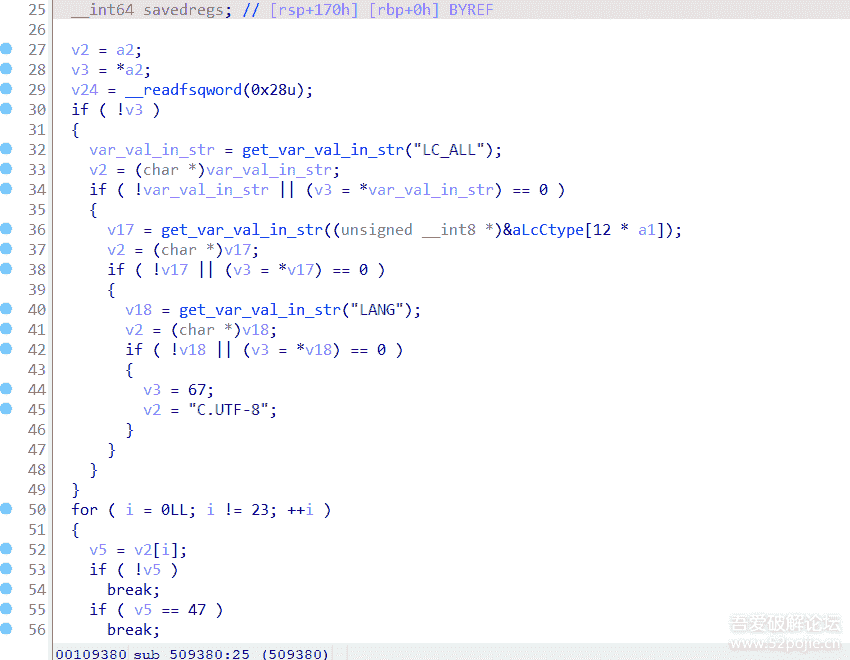 25 __int64 savedregs; // [rsp+170h] [rbp+0h] BYREF
26
27 v2 = a2;
28 v3 = *a2;
29 v24 = __readfsqword(0x28u);
30 if ( !v3 )
31 {
32 var_val_in_str = get_var_val_in_str("LC_ALL");
33 v2 = (char *)var_val_in_str;
34 if ( !var_val_in_str || (v3 = *var_val_in_str) == 0 )
35 {
36 v17 = get_var_val_in_str((unsigned __int8 *)&aLcCtype[12 * a1]);
37 v2 = (char *)v17;
38 if ( !v17 || (v3 = *v17) == 0 )
39 {
40 v18 = get_var_val_in_str("LANG");
41 v2 = (char *)v18;
42 if ( !v18 || (v3 = *v18) == 0 )
43 {
44 v3 = 67;
45 v2 = "C.UTF-8";
46 }
47 }
48 }
49 }
50 for ( i = 0LL; i != 23; ++i )
51 {
52 v5 = v2[i];
53 if ( !v5 )
54 break;
55 if ( v5 == 47 )
56 break;
00109380 sub_509380:25 (509380)
吾爱破解论坛
www.52pojie.cn